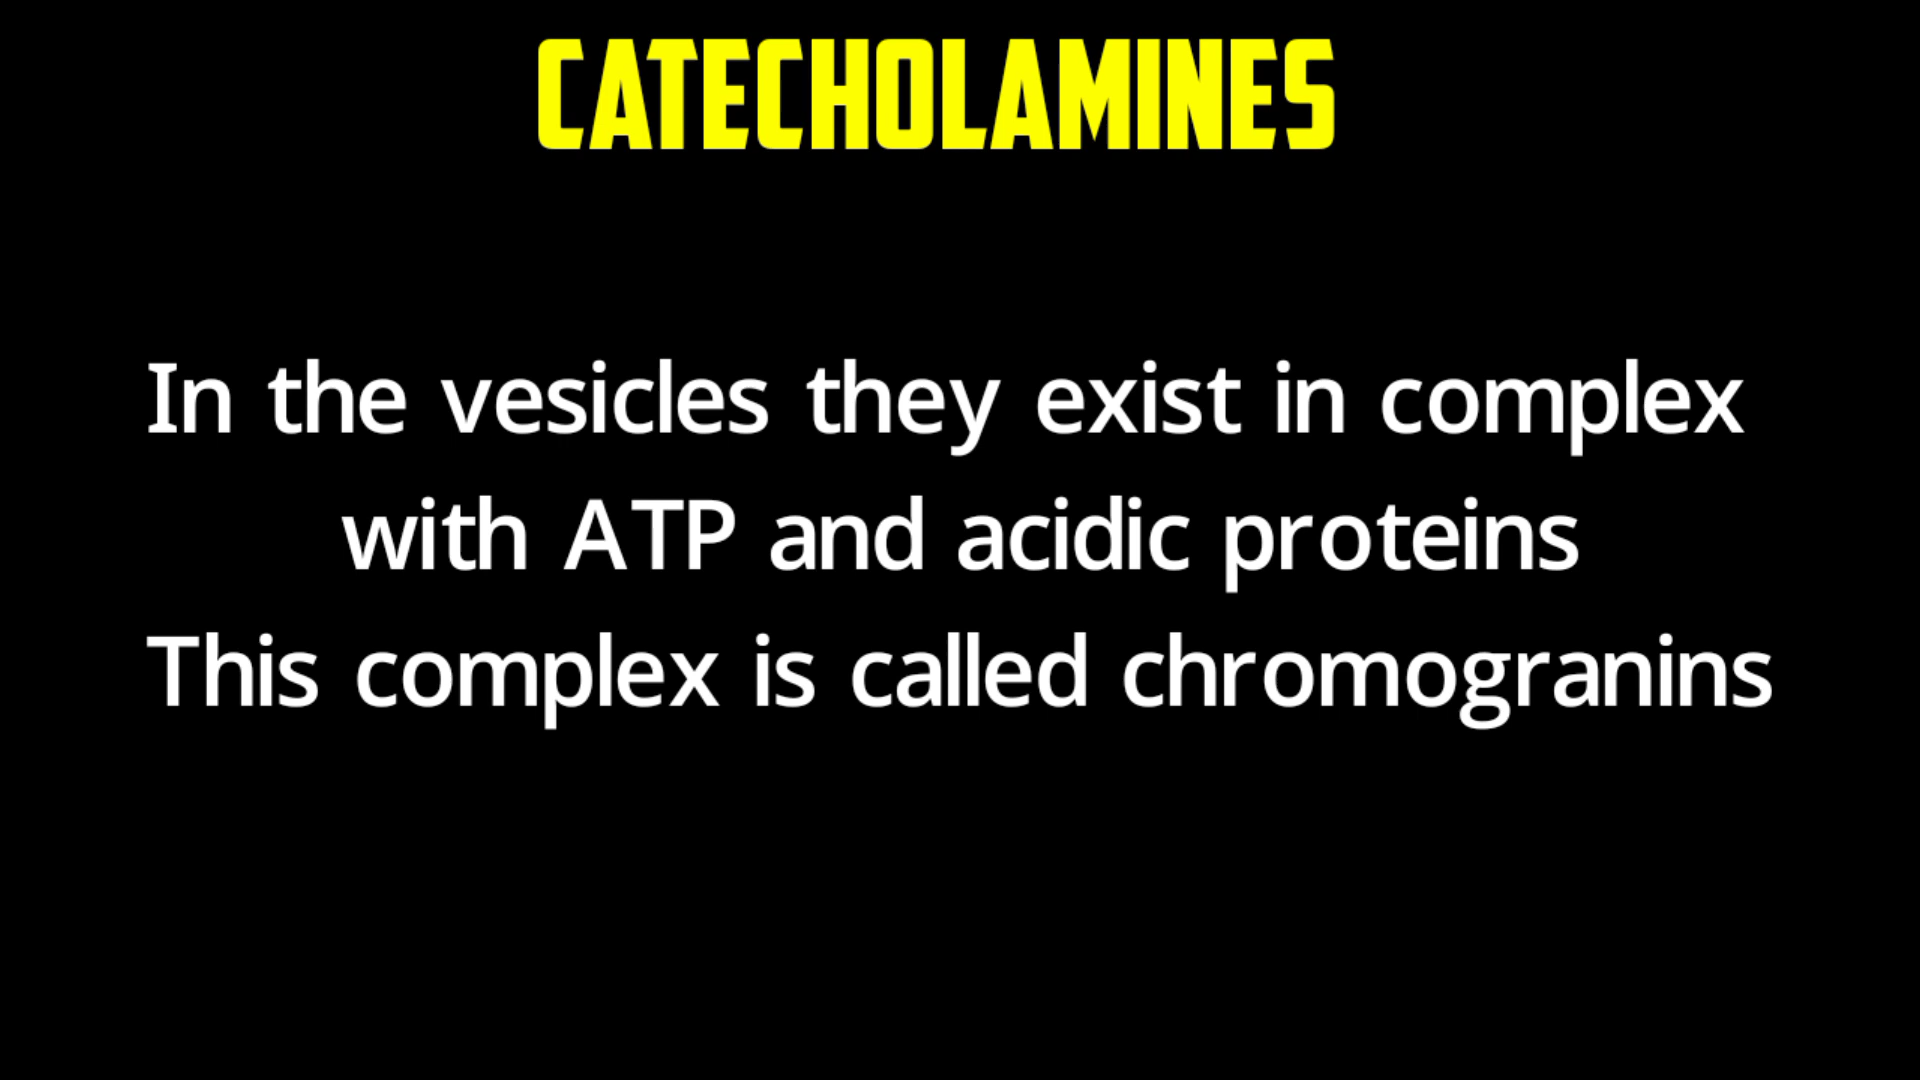 CATECHOLAMINES
In the vesicles they exist in complex
with ATP and acidic proteins
This complex is called chromogranins